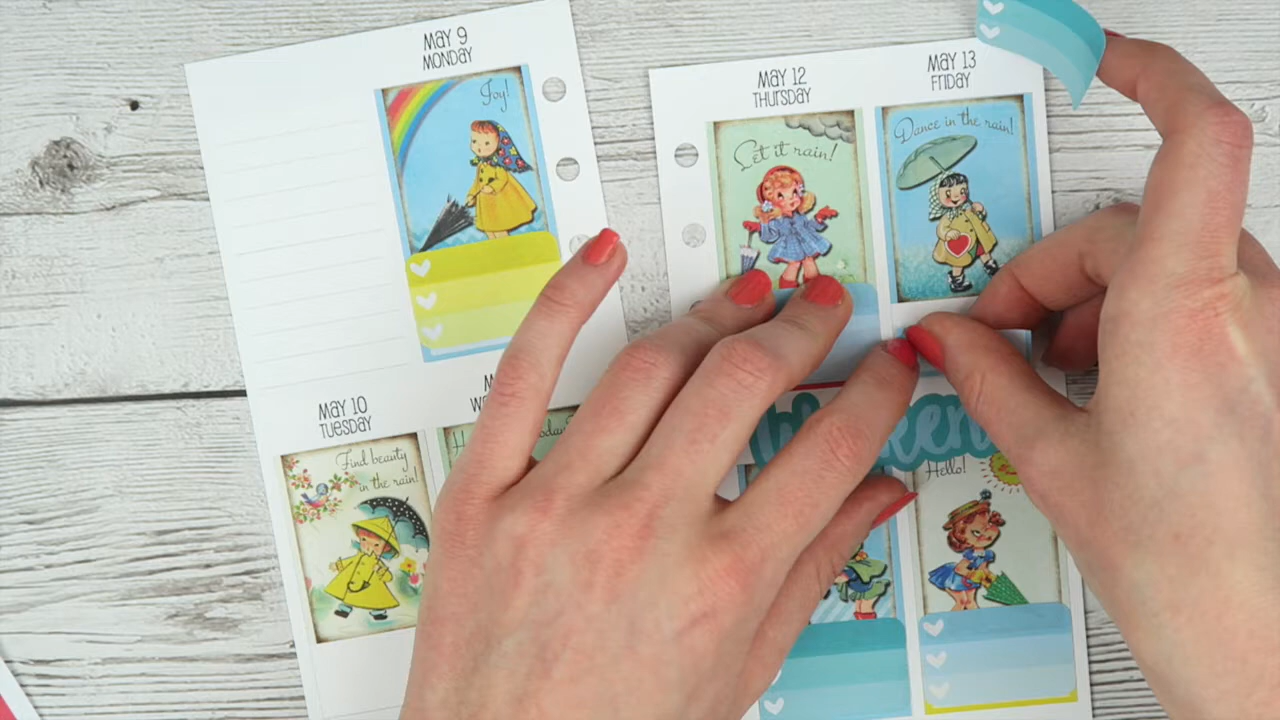 MAY 9
MONDAY
Joy!
MAY 10
TUESDAY
Find beauty
in the rain!
MAY 12
THURSDAY
Let it rain!
MAY 13
FRIDAY
Dance in the rain!
Hello!